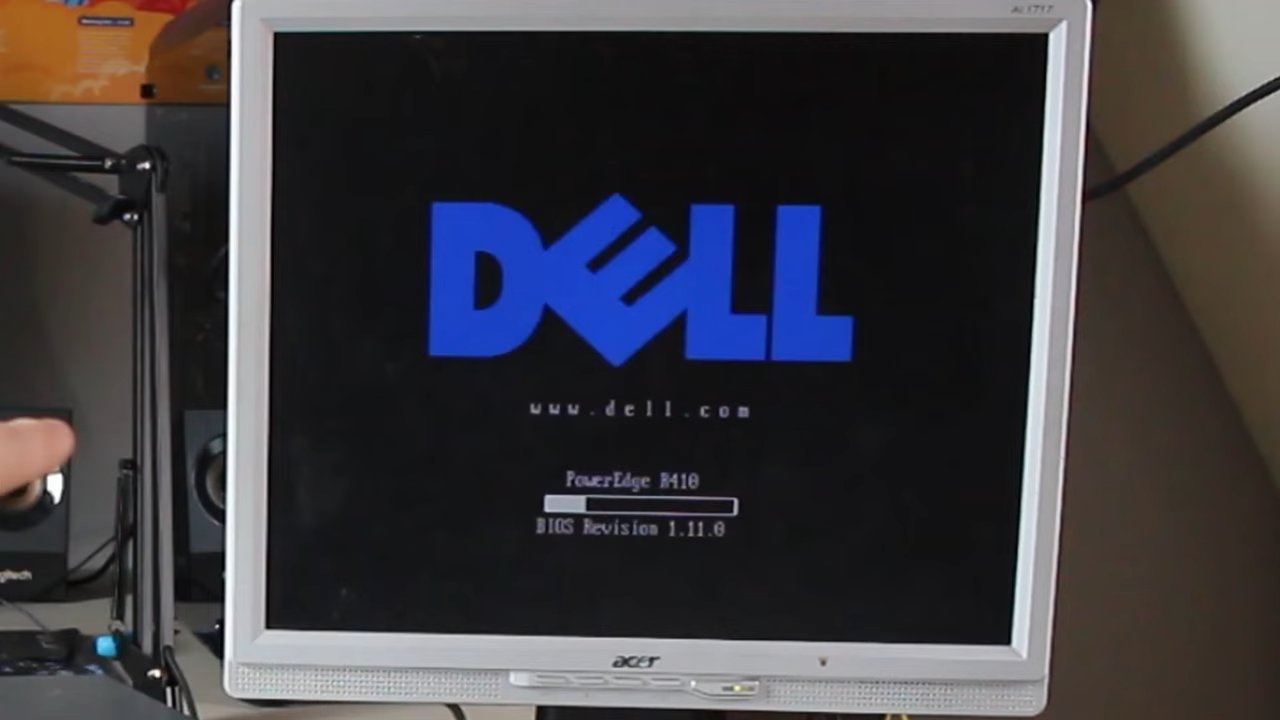 AL1717
DELL
www.dell.com
PowerEdge R410
BIOS Revision 1.11.0
acer